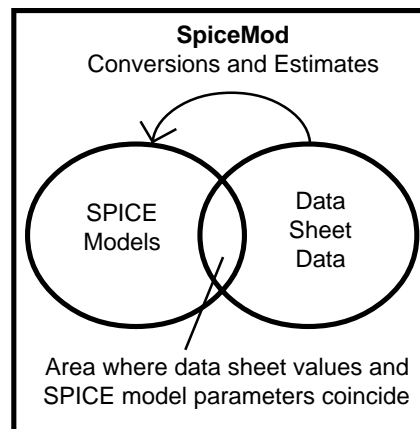 SpiceMod
Conversions and Estimates
SPICE
Models
Data
Sheet
Data
Area where data sheet values and
SPICE model parameters coincide